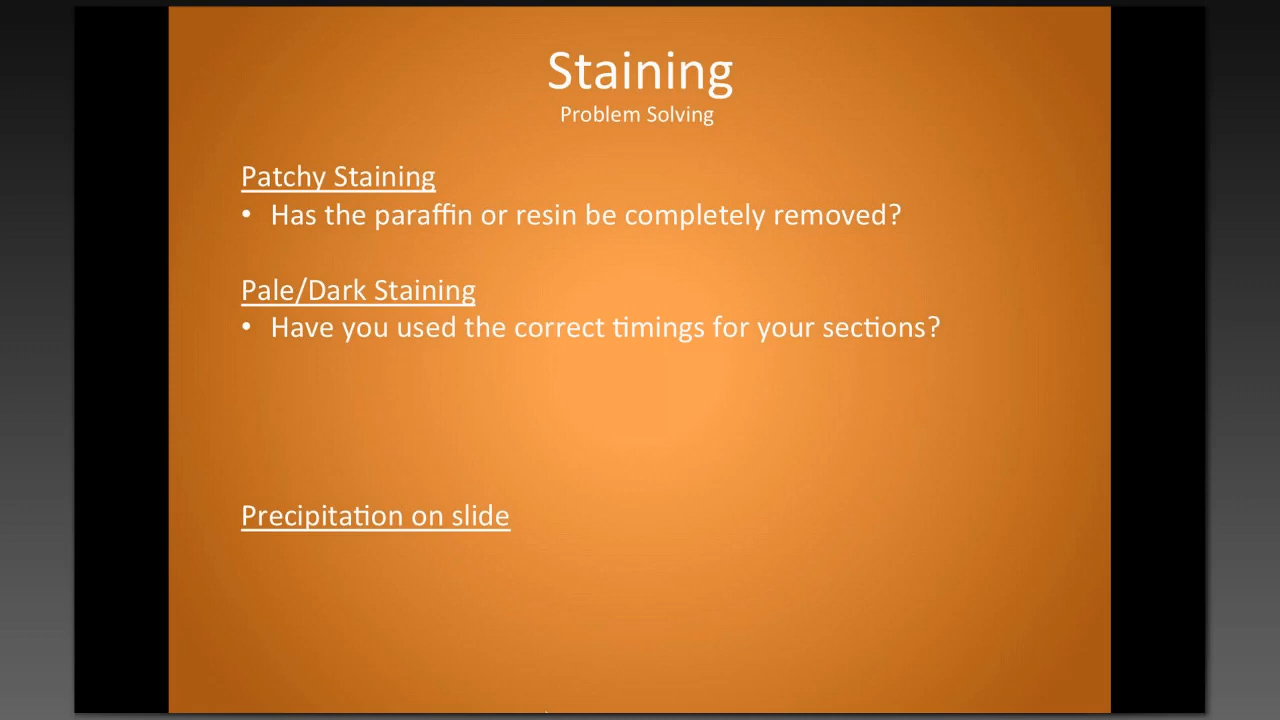 Staining
Problem Solving
Patchy Staining
• Has the paraffin or resin be completely removed?
Pale/Dark Staining
• Have you used the correct timings for your sections?
Precipitation on slide